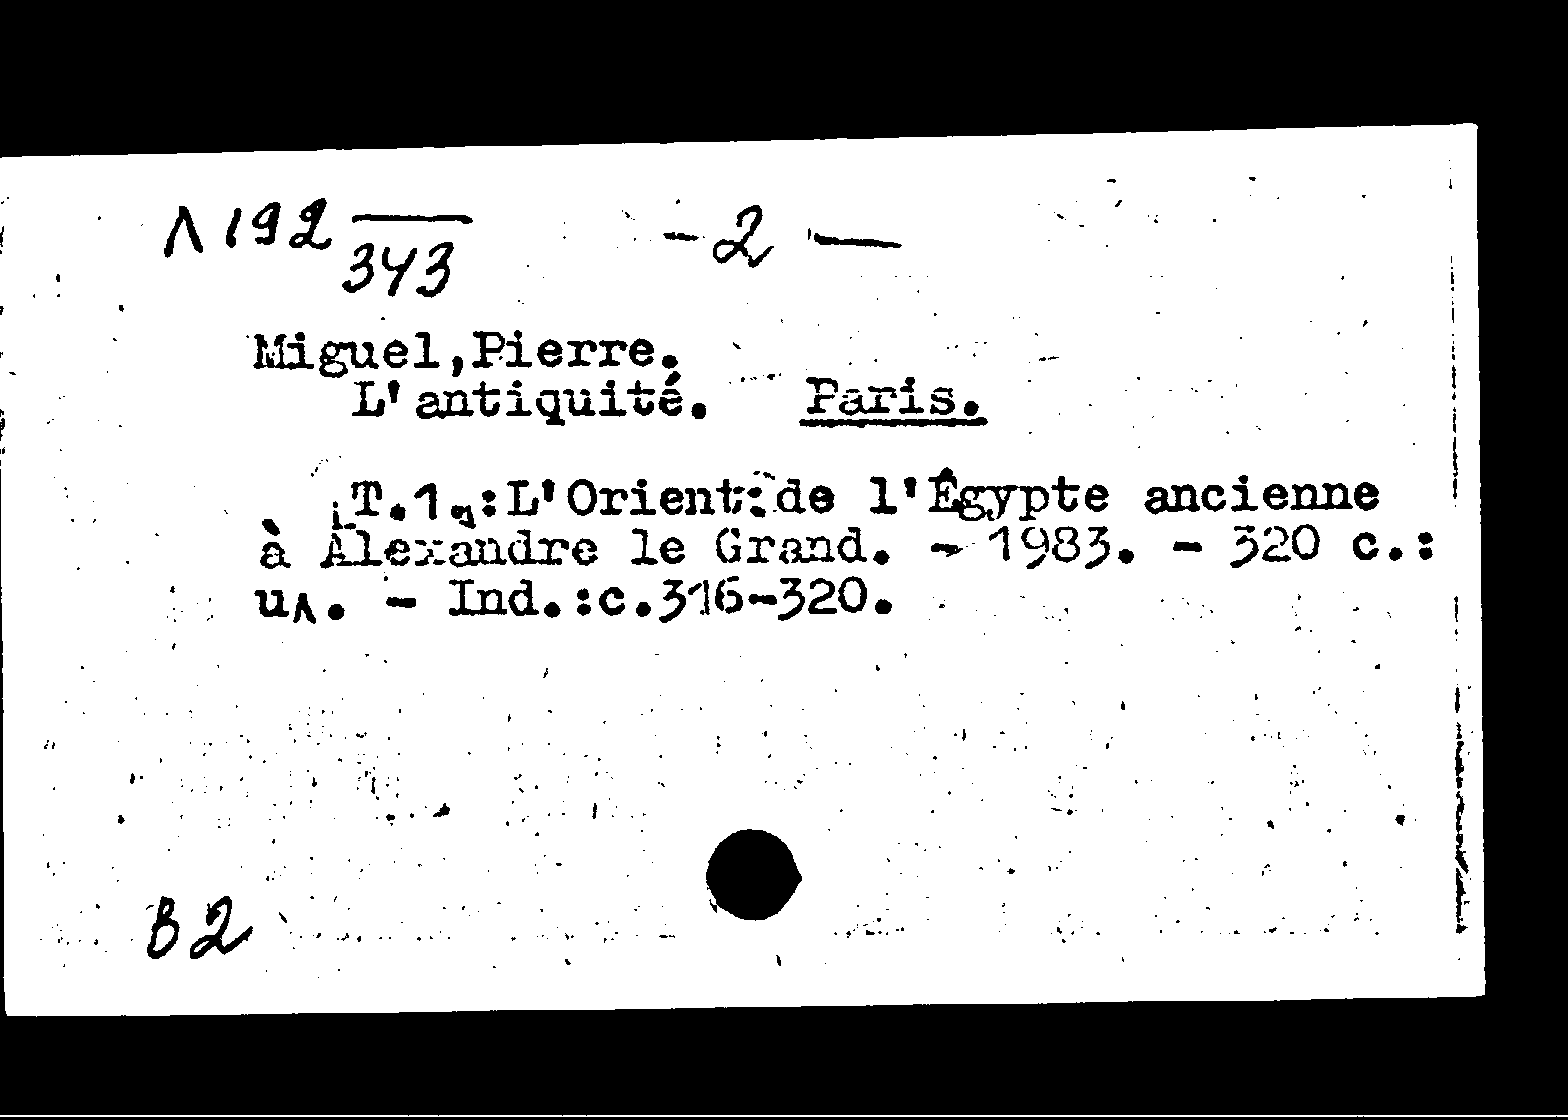 Л192 343 - 2 -
Miguel,Pierre.
L'antiquité. Paris.
T.1.:L'Orient:de l'Égypte ancienne
à Alexandre le Grand. - 1983. - 320 с.:
ил. - Ind.:с.316-320.
В2